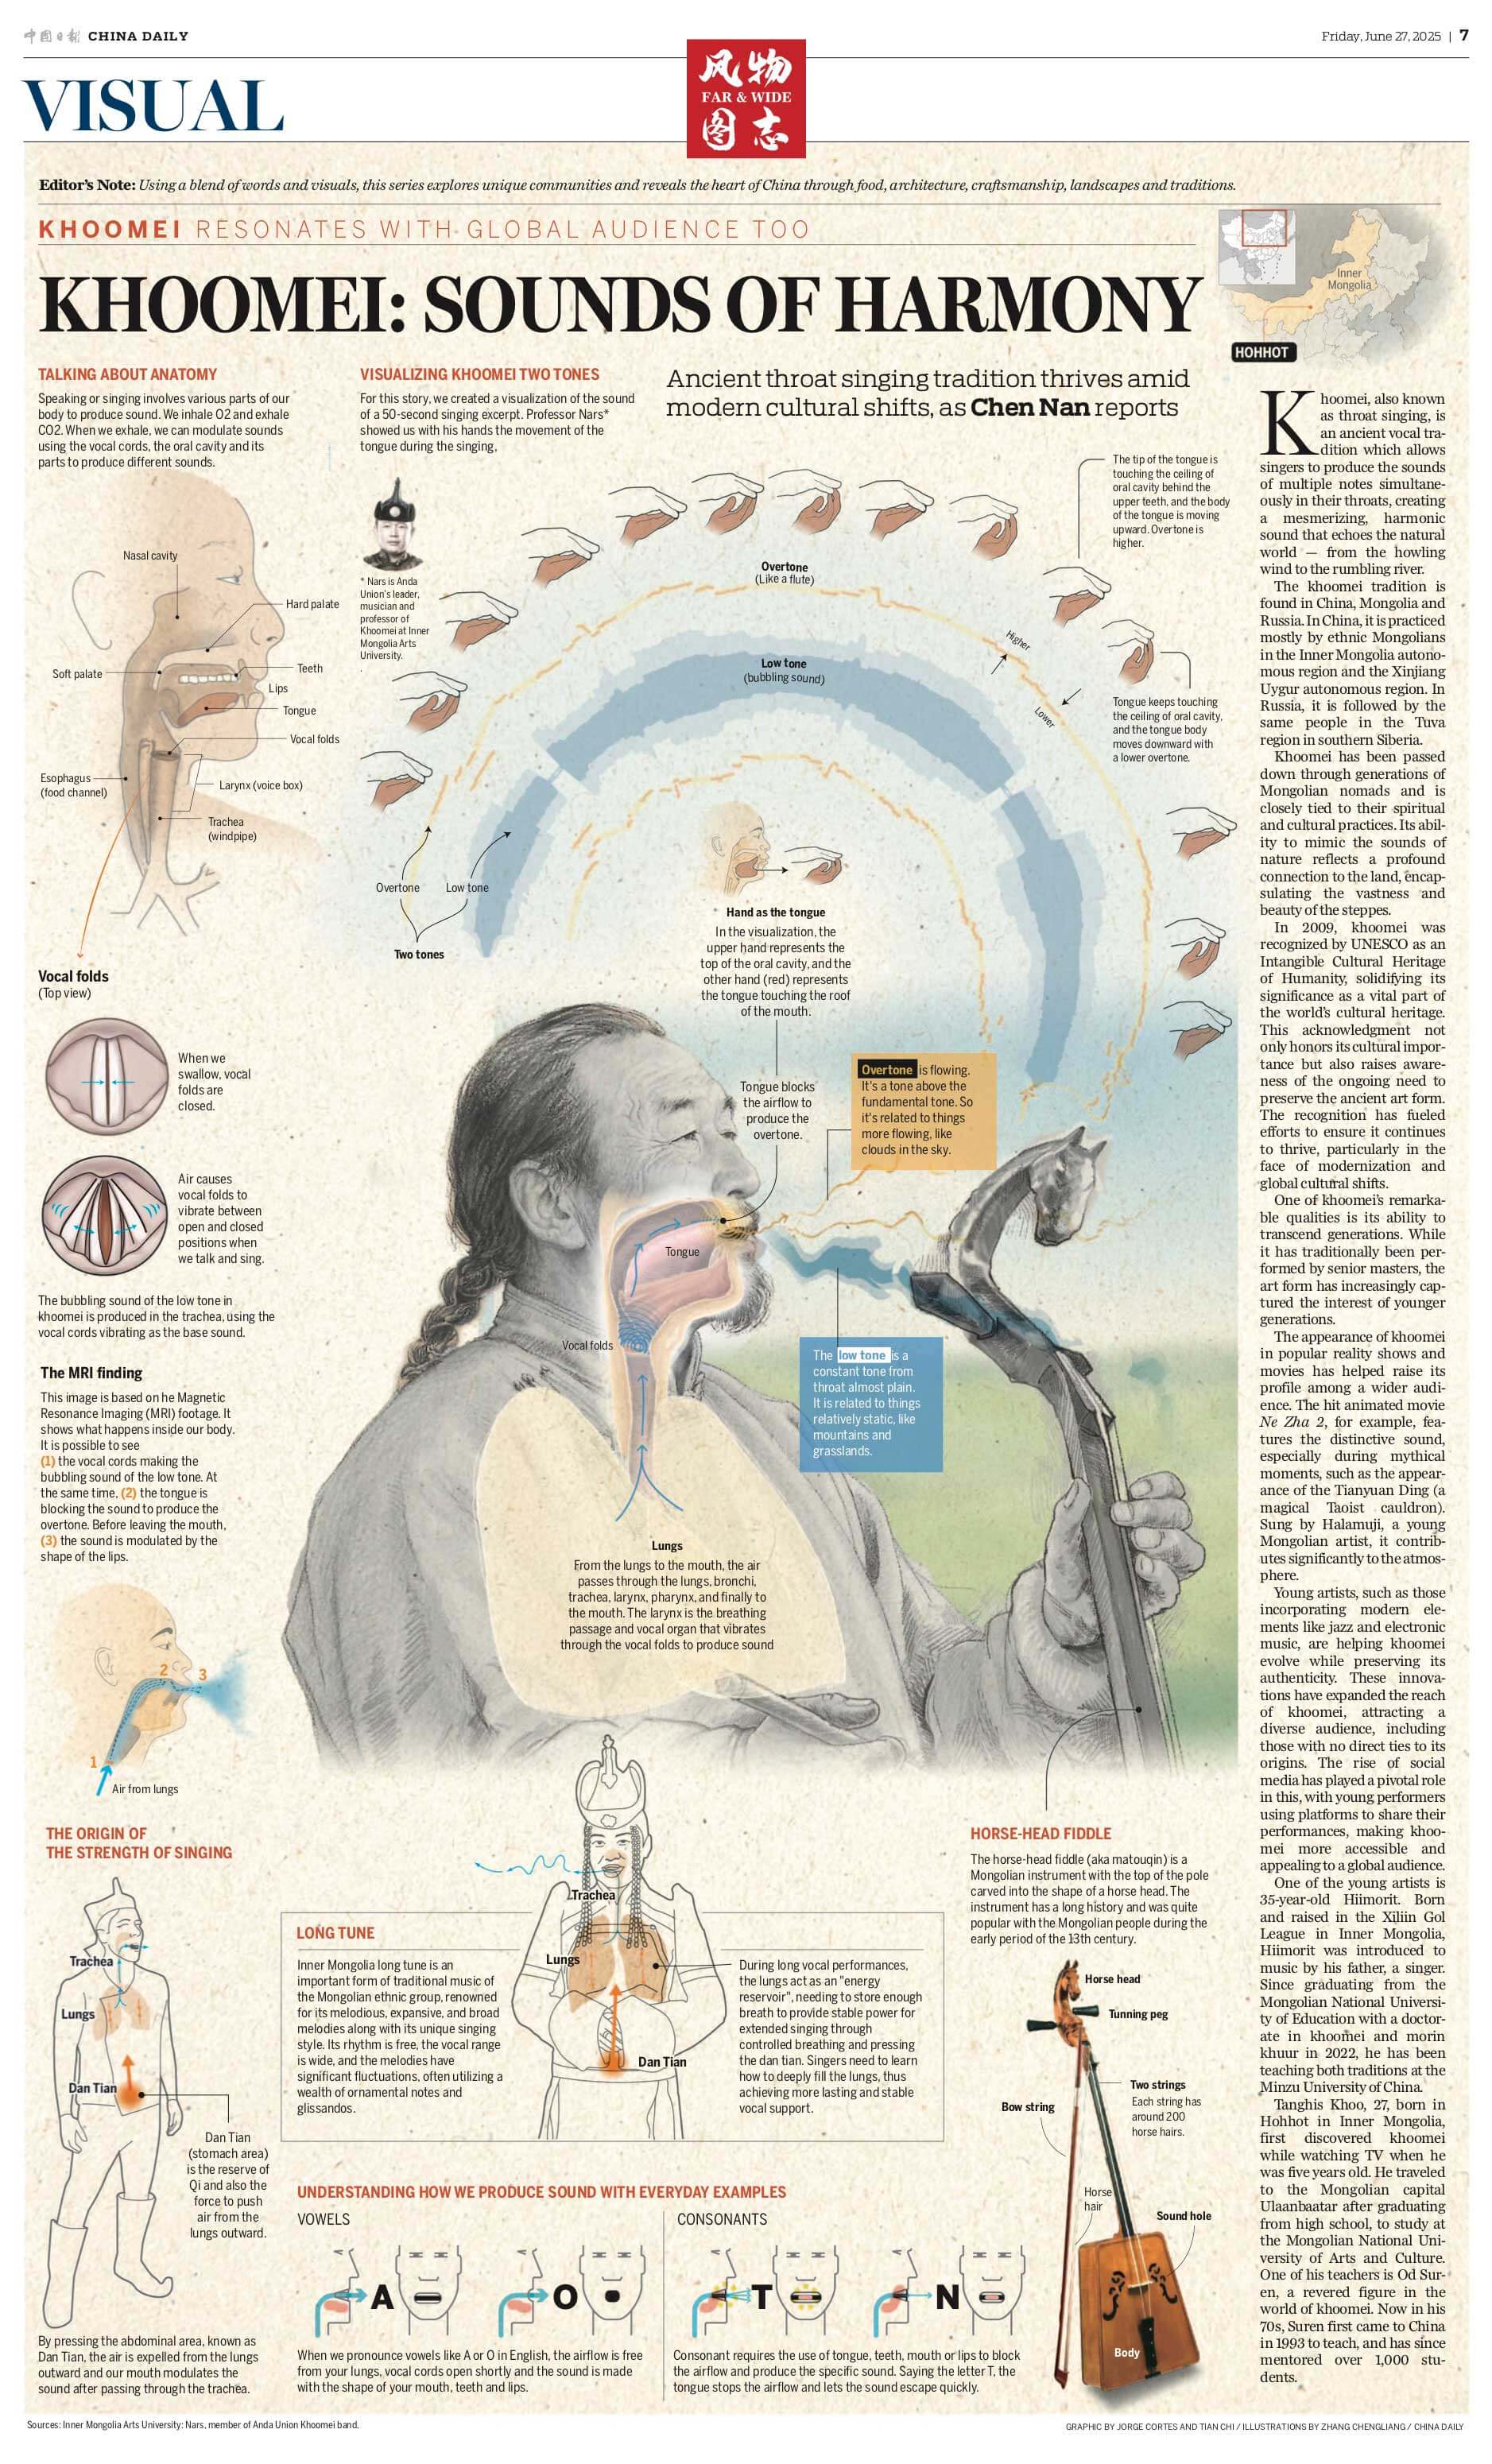 中国日报 CHINA DAILY
Friday, June 27, 2025 | 7
VISUAL
风物
FAR & WIDE
图志
Editor's Note: Using a blend of words and visuals, this series explores unique communities and reveals the heart of China through food, architecture, craftsmanship, landscapes and traditions.
KHOOMEI RESONATES WITH GLOBAL AUDIENCE TOO
KHOOMEI: SOUNDS OF HARMONY
Inner
Mongolia
HOHHOT
Ancient throat singing tradition thrives amid
modern cultural shifts, as Chen Nan reports
TALKING ABOUT ANATOMY
Speaking or singing involves various parts of our
body to produce sound. We inhale O2 and exhale
CO2. When we exhale, we can modulate sounds
using the vocal cords, the oral cavity and its
parts to produce different sounds.
Nasal cavity
Hard palate
Soft palate
Teeth
Lips
Tongue
Vocal folds
Esophagus
(food channel)
Larynx (voice box)
Trachea
(windpipe)
Vocal folds
(Top view)
When we
swallow, vocal
folds are
closed.
Air causes
vocal folds to
vibrate between
open and closed
positions when
we talk and sing.
The bubbling sound of the low tone in
khoomei is produced in the trachea, using the
vocal cords vibrating as the base sound.
The MRI finding
This image is based on he Magnetic
Resonance Imaging (MRI) footage. It
shows what happens inside our body.
It is possible to see
(1) the vocal cords making the
bubbling sound of the low tone. At
the same time, (2) the tongue is
blocking the sound to produce the
overtone. Before leaving the mouth,
(3) the sound is modulated by the
shape of the lips.
2
3
1
Air from lungs
VISUALIZING KHOOMEI TWO TONES
For this story, we created a visualization of the sound
of a 50-second singing excerpt. Professor Nars*
showed us with his hands the movement of the
tongue during the singing,
* Nars is Anda
Union's leader,
musician and
professor of
Khoomei at Inner
Mongolia Arts
University.
.
The tip of the tongue is
touching the ceiling of
oral cavity behind the
upper teeth, and the body
of the tongue is moving
upward. Overtone is
higher.
Overtone
(Like a flute)
Higher
Lower
Low tone
(bubbling sound)
Tongue keeps touching
the ceiling of oral cavity,
and the tongue body
moves downward with
a lower overtone.
Overtone
Low tone
Two tones
Hand as the tongue
In the visualization, the
upper hand represents the
top of the oral cavity, and the
other hand (red) represents
the tongue touching the roof
of the mouth.
Tongue blocks
the airflow to
produce the
overtone.
Overtone is flowing.
It's a tone above the
fundamental tone. So
it's related to things
more flowing, like
clouds in the sky.
Tongue
Vocal folds
The low tone is a
constant tone from
throat almost plain.
It is related to things
relatively static, like
mountains and
grasslands.
Lungs
From the lungs to the mouth, the air
passes through the lungs, bronchi,
trachea, larynx, pharynx, and finally to
the mouth. The larynx is the breathing
passage and vocal organ that vibrates
through the vocal folds to produce sound
THE ORIGIN OF
THE STRENGTH OF SINGING
Trachea
Lungs
Dan Tian
Dan Tian
(stomach area)
is the reserve of
Qi and also the
force to push
air from the
lungs outward.
By pressing the abdominal area, known as
Dan Tian, the air is expelled from the lungs
outward and our mouth modulates the
sound after passing through the trachea.
LONG TUNE
Inner Mongolia long tune is an
important form of traditional music of
the Mongolian ethnic group, renowned
for its melodious, expansive, and broad
melodies along with its unique singing
style. Its rhythm is free, the vocal range
is wide, and the melodies have
significant fluctuations, often utilizing a
wealth of ornamental notes and
glissandos.
Trachea
Lungs
Dan Tian
During long vocal performances,
the lungs act as an "energy
reservoir", needing to store enough
breath to provide stable power for
extended singing through
controlled breathing and pressing
the dan tian. Singers need to learn
how to deeply fill the lungs, thus
achieving more lasting and stable
vocal support.
UNDERSTANDING HOW WE PRODUCE SOUND WITH EVERYDAY EXAMPLES
VOWELS
A
O
When we pronounce vowels like A or O in English, the airflow is free
from your lungs, vocal cords open shortly and the sound is made
with the shape of your mouth, teeth and lips.
CONSONANTS
T
N
Consonant requires the use of tongue, teeth, mouth or lips to block
the airflow and produce the specific sound. Saying the letter T, the
tongue stops the airflow and lets the sound escape quickly.
HORSE-HEAD FIDDLE
The horse-head fiddle (aka matouqin) is a
Mongolian instrument with the top of the pole
carved into the shape of a horse head. The
instrument has a long history and was quite
popular with the Mongolian people during the
early period of the 13th century.
Horse head
Tunning peg
Two strings
Each string has
around 200
horse hairs.
Bow string
Horse
hair
Sound hole
Body
Khoomei, also known
as throat singing, is
an ancient vocal tra-
dition which allows
singers to produce the sounds
of multiple notes simultane-
ously in their throats, creating
a mesmerizing, harmonic
sound that echoes the natural
world — from the howling
wind to the rumbling river.
The khoomei tradition is
found in China, Mongolia and
Russia. In China, it is practiced
mostly by ethnic Mongolians
in the Inner Mongolia autono-
mous region and the Xinjiang
Uygur autonomous region. In
Russia, it is followed by the
same people in the Tuva
region in southern Siberia.
Khoomei has been passed
down through generations of
Mongolian nomads and is
closely tied to their spiritual
and cultural practices. Its abil-
ity to mimic the sounds of
nature reflects a profound
connection to the land, encap-
sulating the vastness and
beauty of the steppes.
In 2009, khoomei was
recognized by UNESCO as an
Intangible Cultural Heritage
of Humanity, solidifying its
significance as a vital part of
the world's cultural heritage.
This acknowledgment not
only honors its cultural impor-
tance but also raises aware-
ness of the ongoing need to
preserve the ancient art form.
The recognition has fueled
efforts to ensure it continues
to thrive, particularly in the
face of modernization and
global cultural shifts.
One of khoomei's remarka-
ble qualities is its ability to
transcend generations. While
it has traditionally been per-
formed by senior masters, the
art form has increasingly cap-
tured the interest of younger
generations.
The appearance of khoomei
in popular reality shows and
movies has helped raise its
profile among a wider audi-
ence. The hit animated movie
Ne Zha 2, for example, fea-
tures the distinctive sound,
especially during mythical
moments, such as the appear-
ance of the Tianyuan Ding (a
magical Taoist cauldron).
Sung by Halamuji, a young
Mongolian artist, it contrib-
utes significantly to the atmos-
phere.
Young artists, such as those
incorporating modern ele-
ments like jazz and electronic
music, are helping khoomei
evolve while preserving its
authenticity. These innova-
tions have expanded the reach
of khoomei, attracting a
diverse audience, including
those with no direct ties to its
origins. The rise of social
media has played a pivotal role
in this, with young performers
using platforms to share their
performances, making khoo-
mei more accessible and
appealing to a global audience.
One of the young artists is
35-year-old Hiimorit. Born
and raised in the Xiliin Gol
League in Inner Mongolia,
Hiimorit was introduced to
music by his father, a singer.
Since graduating from the
Mongolian National Universi-
ty of Education with a doctor-
ate in khoomei and morin
khuur in 2022, he has been
teaching both traditions at the
Minzu University of China.
Tanghis Khoo, 27, born in
Hohhot in Inner Mongolia,
first discovered khoomei
while watching TV when he
was five years old. He traveled
to the Mongolian capital
Ulaanbaatar after graduating
from high school, to study at
the Mongolian National Uni-
versity of Arts and Culture.
One of his teachers is Od Sur-
en, a revered figure in the
world of khoomei. Now in his
70s, Suren first came to China
in 1993 to teach, and has since
mentored over 1,000 stu-
dents.
Sources: Inner Mongolia Arts University: Nars, member of Anda Union Khoomei band.
GRAPHIC BY JORGE CORTES AND TIAN CHI / ILLUSTRATIONS BY ZHANG CHENGLIANG / CHINA DAILY